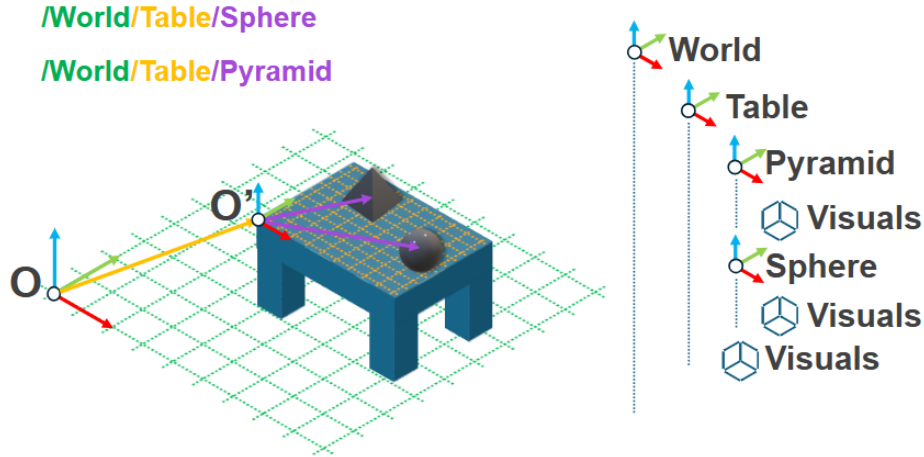 /World/Table/Sphere
/World/Table/Pyramid
O
O’
World
Table
Pyramid
Visuals
Sphere
Visuals
Visuals